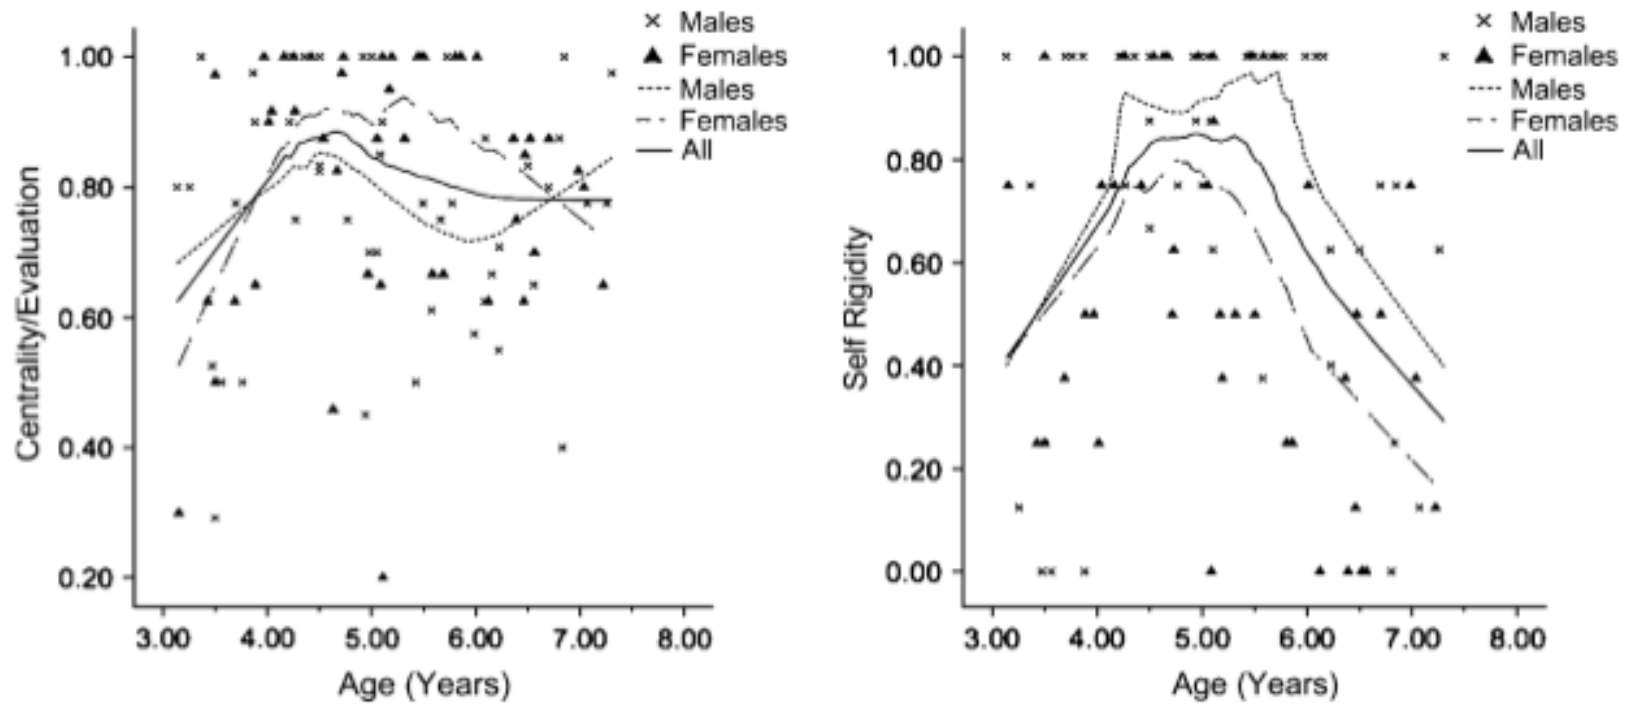 Males
Females
Males
Females
All
1.00
0.80
0.60
0.40
0.20
Centrality/Evaluation
3.00 4.00 5.00 6.00 7.00 8.00
Age (Years)
Males
Females
Males
Females
All
1.00
0.80
0.60
0.40
0.20
0.00
Self Rigidity
3.00 4.00 5.00 6.00 7.00 8.00
Age (Years)